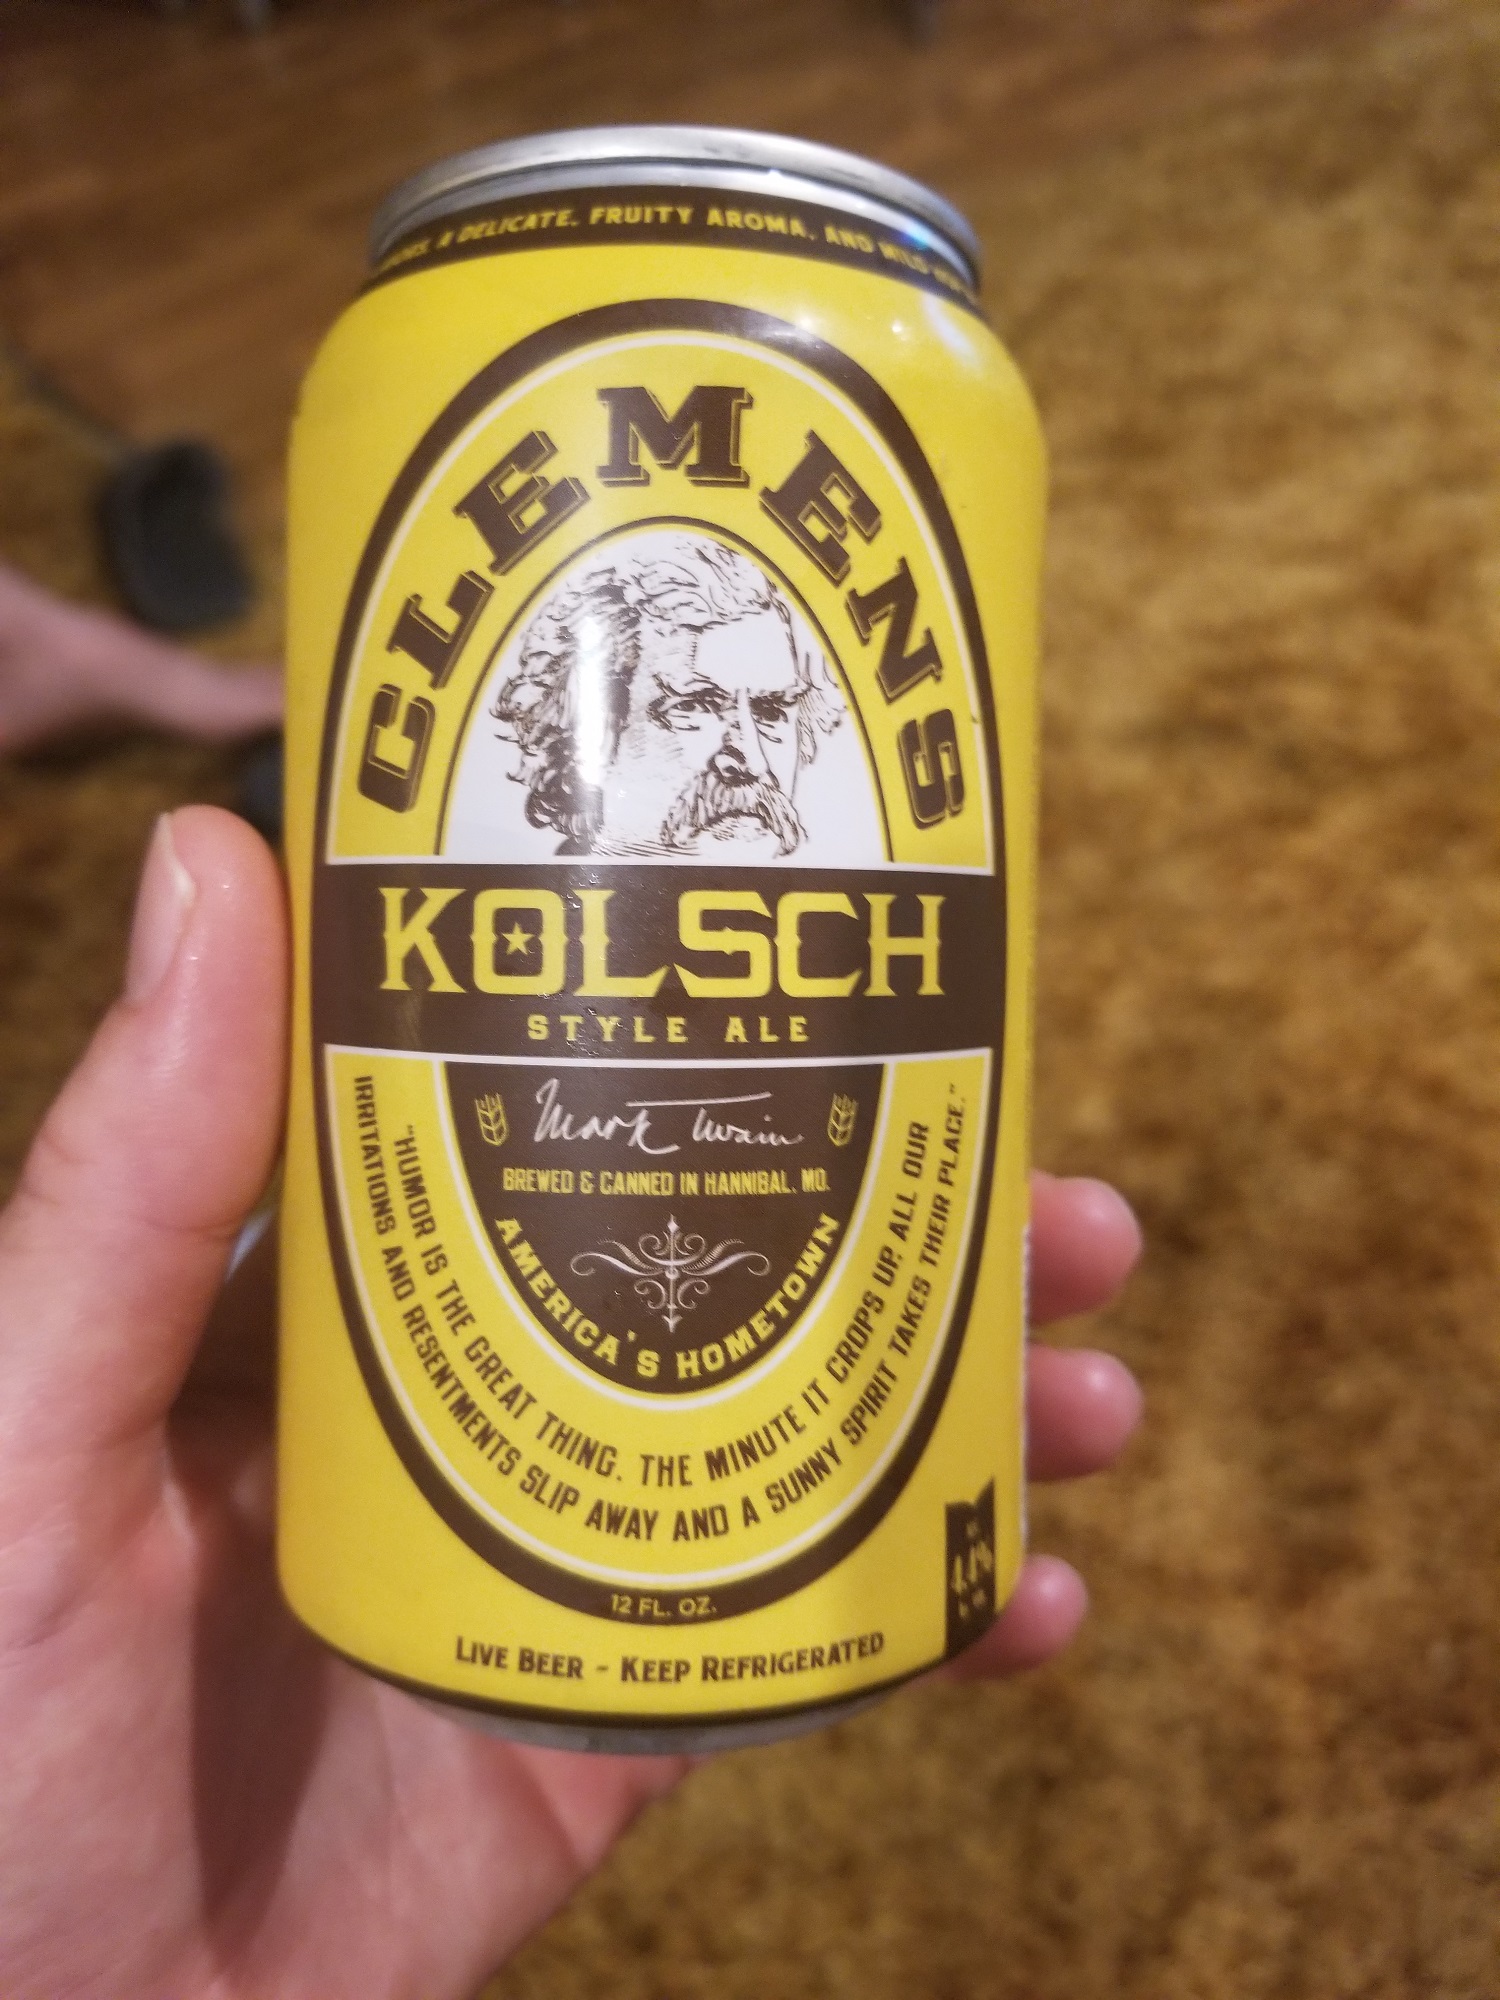 A DELICATE, FRUITY AROMA, AND MILD
CLEMENS
KOLSCH
STYLE ALE
Mark Twain
BREWED & CANNED IN HANNIBAL, MO.
AMERICA'S HOMETOWN
"HUMOR IS THE GREAT THING. THE MINUTE IT CROPS UP, ALL OUR
IRRITATIONS AND RESENTMENTS SLIP AWAY AND A SUNNY SPIRIT TAKES THEIR PLACE."
12 FL. OZ.
LIVE BEER - KEEP REFRIGERATED